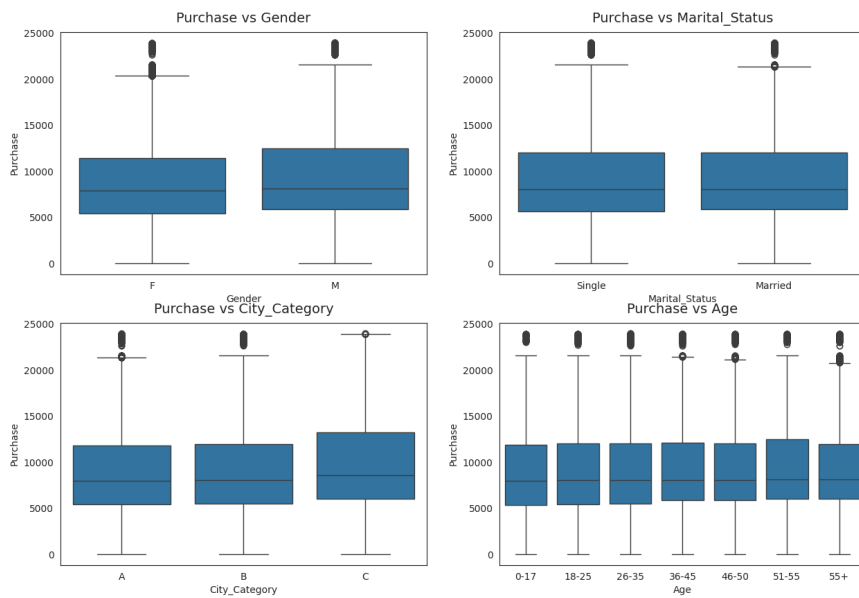 Purchase vs Gender
25000
20000
15000
10000
5000
0
Purchase
F M
Gender
Purchase vs Marital_Status
25000
20000
15000
10000
5000
0
Purchase
Single Married
Marital_Status
Purchase vs City_Category
25000
20000
15000
10000
5000
0
Purchase
A B C
City_Category
Purchase vs Age
25000
20000
15000
10000
5000
0
Purchase
0-17 18-25 26-35 36-45 46-50 51-55 55+
Age